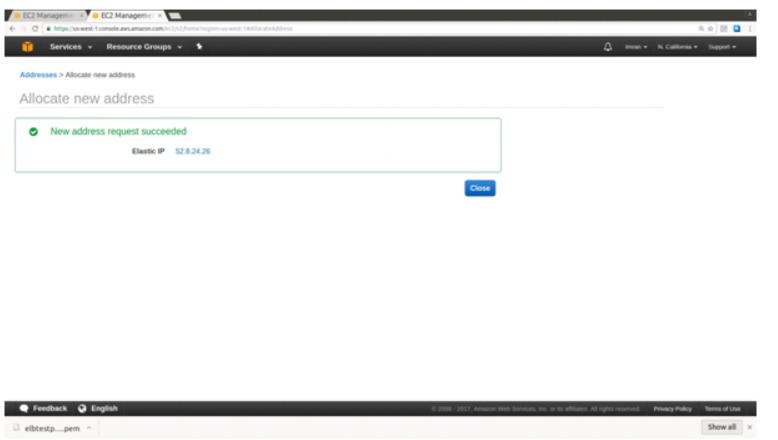 EC2 Managemen × EC2 Managemen ×
https://us-west-1.console.aws.amazon.com/ec2/v2/home?region=us-west-1#AllocateAddress:
Services Resource Groups Imran N. California Support
Addresses > Allocate new address
Allocate new address
New address request succeeded
Elastic IP 52.8.24.26
Close
Feedback English © 2008 - 2017, Amazon Web Services, Inc. or its affiliates. All rights reserved. Privacy Policy Terms of Use
elbtestp....pem Show all ×